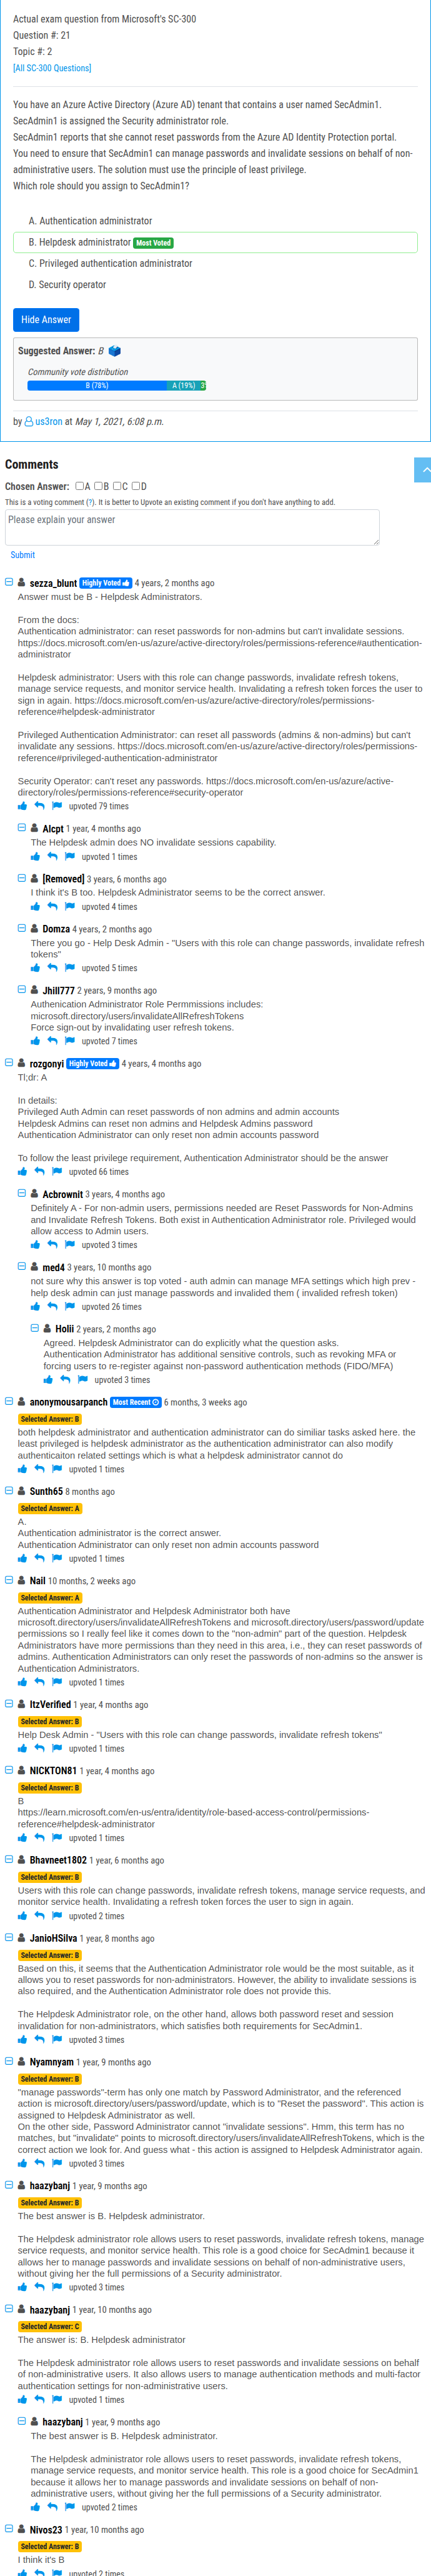 Actual exam question from Microsoft's SC-300
Question #: 21
Topic #: 2
[All SC-300 Questions]
You have an Azure Active Directory (Azure AD) tenant that contains a user named SecAdmin1.
SecAdmin1 is assigned the Security administrator role.
SecAdmin1 reports that she cannot reset passwords from the Azure AD Identity Protection portal.
You need to ensure that SecAdmin1 can manage passwords and invalidate sessions on behalf of non-
administrative users. The solution must use the principle of least privilege.
Which role should you assign to SecAdmin1?
A. Authentication administrator
B. Helpdesk administrator Most Voted
C. Privileged authentication administrator
D. Security operator
Hide Answer
Suggested Answer: B
Community vote distribution
B (78%) A (19%) 3
by us3ron at May 1, 2021, 6:08 p.m.
Comments
Chosen Answer: A B C D
This is a voting comment (?). It is better to Upvote an existing comment if you don't have anything to add.
Please explain your answer
Submit
sezza_blunt Highly Voted 4 years, 2 months ago
Answer must be B - Helpdesk Administrators.
From the docs:
Authentication administrator: can reset passwords for non-admins but can't invalidate sessions.
https://docs.microsoft.com/en-us/azure/active-directory/roles/permissions-reference#authentication-
administrator
Helpdesk administrator: Users with this role can change passwords, invalidate refresh tokens,
manage service requests, and monitor service health. Invalidating a refresh token forces the user to
sign in again. https://docs.microsoft.com/en-us/azure/active-directory/roles/permissions-
reference#helpdesk-administrator
Privileged Authentication Administrator: can reset all passwords (admins & non-admins) but can't
invalidate any sessions. https://docs.microsoft.com/en-us/azure/active-directory/roles/permissions-
reference#privileged-authentication-administrator
Security Operator: can't reset any passwords. https://docs.microsoft.com/en-us/azure/active-
directory/roles/permissions-reference#security-operator
upvoted 79 times
Alcpt 1 year, 4 months ago
The Helpdesk admin does NO invalidate sessions capability.
upvoted 1 times
[Removed] 3 years, 6 months ago
I think it's B too. Helpdesk Administrator seems to be the correct answer.
upvoted 4 times
Domza 4 years, 2 months ago
There you go - Help Desk Admin - "Users with this role can change passwords, invalidate refresh
tokens"
upvoted 5 times
Jhill777 2 years, 9 months ago
Authenication Administrator Role Permmissions includes:
microsoft.directory/users/invalidateAllRefreshTokens
Force sign-out by invalidating user refresh tokens.
upvoted 7 times
rozgonyi Highly Voted 4 years, 4 months ago
Tl;dr: A
In details:
Privileged Auth Admin can reset passwords of non admins and admin accounts
Helpdesk Admins can reset non admins and Helpdesk Admins password
Authentication Administrator can only reset non admin accounts password
To follow the least privilege requirement, Authentication Administrator should be the answer
upvoted 66 times
Acbrownit 3 years, 4 months ago
Definitely A - For non-admin users, permissions needed are Reset Passwords for Non-Admins
and Invalidate Refresh Tokens. Both exist in Authentication Administrator role. Privileged would
allow access to Admin users.
upvoted 3 times
med4 3 years, 10 months ago
not sure why this answer is top voted - auth admin can manage MFA settings which high prev -
help desk admin can just manage passwords and invalided them ( invalided refresh token)
upvoted 26 times
Holii 2 years, 2 months ago
Agreed. Helpdesk Administrator can do explicitly what the question asks.
Authentication Administrator has additional sensitive controls, such as revoking MFA or
forcing users to re-register against non-password authentication methods (FIDO/MFA)
upvoted 3 times
anonymousarpanch Most Recent 6 months, 3 weeks ago
Selected Answer: B
both helpdesk administrator and authentication administrator can do similiar tasks asked here. the
least privileged is helpdesk administrator as the authentication administrator can also modify
authenticaiton related settings which is what a helpdesk administrator cannot do
upvoted 1 times
Sunth65 8 months ago
Selected Answer: A
A.
Authentication administrator is the correct answer.
Authentication Administrator can only reset non admin accounts password
upvoted 1 times
Nail 10 months, 2 weeks ago
Selected Answer: A
Authentication Administrator and Helpdesk Administrator both have
microsoft.directory/users/invalidateAllRefreshTokens and microsoft.directory/users/password/update
permissions so I really feel like it comes down to the "non-admin" part of the question. Helpdesk
Administrators have more permissions than they need in this area, i.e., they can reset passwords of
admins. Authentication Administrators can only reset the passwords of non-admins so the answer is
Authentication Administrators.
upvoted 1 times
ItzVerified 1 year, 4 months ago
Selected Answer: B
Help Desk Admin - "Users with this role can change passwords, invalidate refresh tokens"
upvoted 1 times
NICKTON81 1 year, 4 months ago
Selected Answer: B
B
https://learn.microsoft.com/en-us/entra/identity/role-based-access-control/permissions-
reference#helpdesk-administrator
upvoted 1 times
Bhavneet1802 1 year, 6 months ago
Selected Answer: B
Users with this role can change passwords, invalidate refresh tokens, manage service requests, and
monitor service health. Invalidating a refresh token forces the user to sign in again.
upvoted 2 times
JanioHSilva 1 year, 8 months ago
Selected Answer: B
Based on this, it seems that the Authentication Administrator role would be the most suitable, as it
allows you to reset passwords for non-administrators. However, the ability to invalidate sessions is
also required, and the Authentication Administrator role does not provide this.
The Helpdesk Administrator role, on the other hand, allows both password reset and session
invalidation for non-administrators, which satisfies both requirements for SecAdmin1.
upvoted 3 times
Nyamnyam 1 year, 9 months ago
Selected Answer: B
"manage passwords"-term has only one match by Password Administrator, and the referenced
action is microsoft.directory/users/password/update, which is to "Reset the password". This action is
assigned to Helpdesk Administrator as well.
On the other side, Password Administrator cannot "invalidate sessions". Hmm, this term has no
matches, but "invalidate" points to microsoft.directory/users/invalidateAllRefreshTokens, which is the
correct action we look for. And guess what - this action is assigned to Helpdesk Administrator again.
upvoted 3 times
haazybanj 1 year, 9 months ago
Selected Answer: B
The best answer is B. Helpdesk administrator.
The Helpdesk administrator role allows users to reset passwords, invalidate refresh tokens, manage
service requests, and monitor service health. This role is a good choice for SecAdmin1 because it
allows her to manage passwords and invalidate sessions on behalf of non-administrative users,
without giving her the full permissions of a Security administrator.
upvoted 3 times
haazybanj 1 year, 10 months ago
Selected Answer: C
The answer is: B. Helpdesk administrator
The Helpdesk administrator role allows users to reset passwords and invalidate sessions on behalf
of non-administrative users. It also allows users to manage authentication methods and multi-factor
authentication settings for non-administrative users.
upvoted 1 times
haazybanj 1 year, 9 months ago
The best answer is B. Helpdesk administrator.
The Helpdesk administrator role allows users to reset passwords, invalidate refresh tokens,
manage service requests, and monitor service health. This role is a good choice for SecAdmin1
because it allows her to manage passwords and invalidate sessions on behalf of non-
administrative users, without giving her the full permissions of a Security administrator.
upvoted 2 times
Nivos23 1 year, 10 months ago
Selected Answer: B
I think it's B
upvoted 2 times